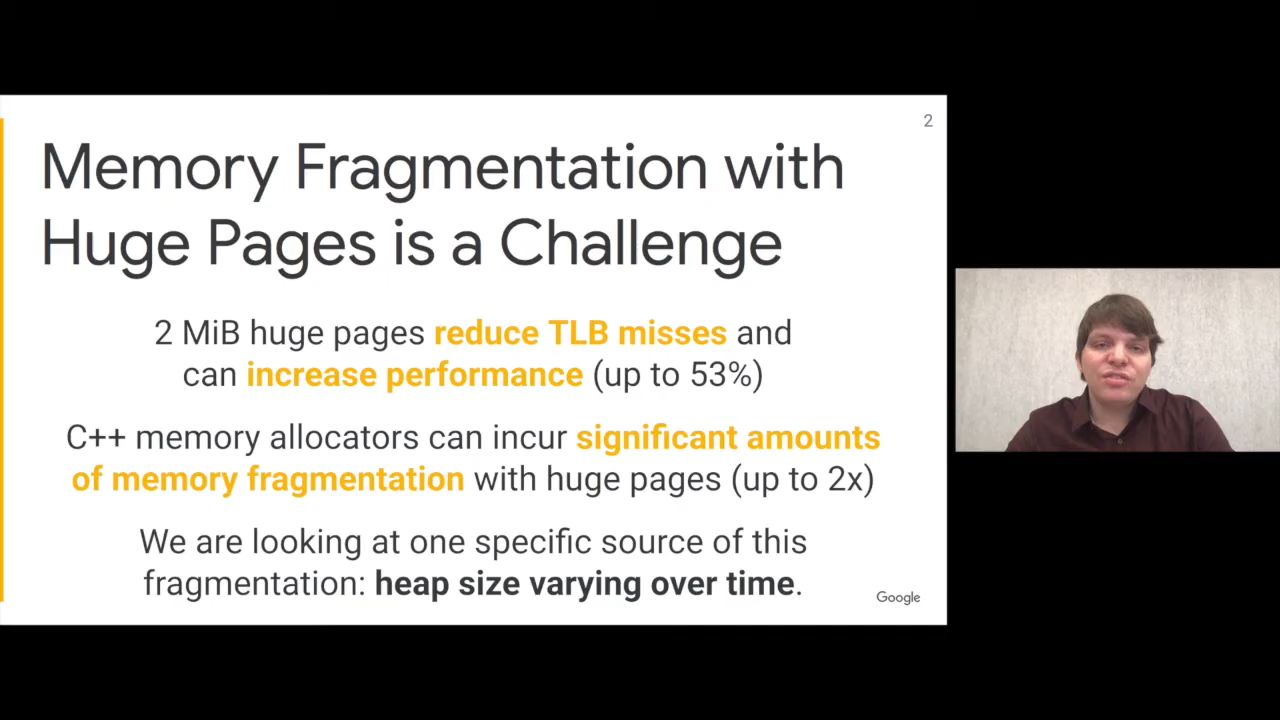 2
Memory Fragmentation with
Huge Pages is a Challenge
2 MiB huge pages reduce TLB misses and
can increase performance (up to 53%)
C++ memory allocators can incur significant amounts
of memory fragmentation with huge pages (up to 2x)
We are looking at one specific source of this
fragmentation: heap size varying over time.
Google